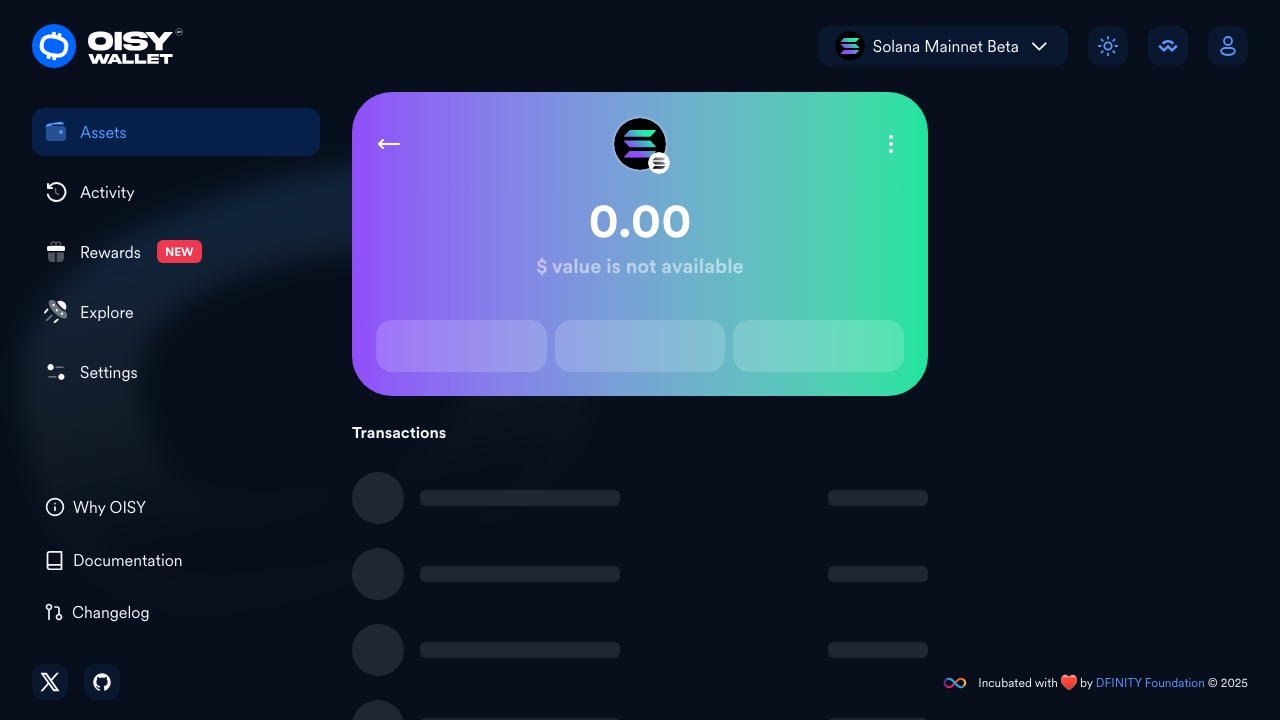 OISY
WALLET
Solana Mainnet Beta
Assets
Activity
Rewards NEW
Explore
Settings
0.00
$ value is not available
Transactions
Why OISY
Documentation
Changelog
Incubated with ❤️ by DFINITY Foundation © 2025